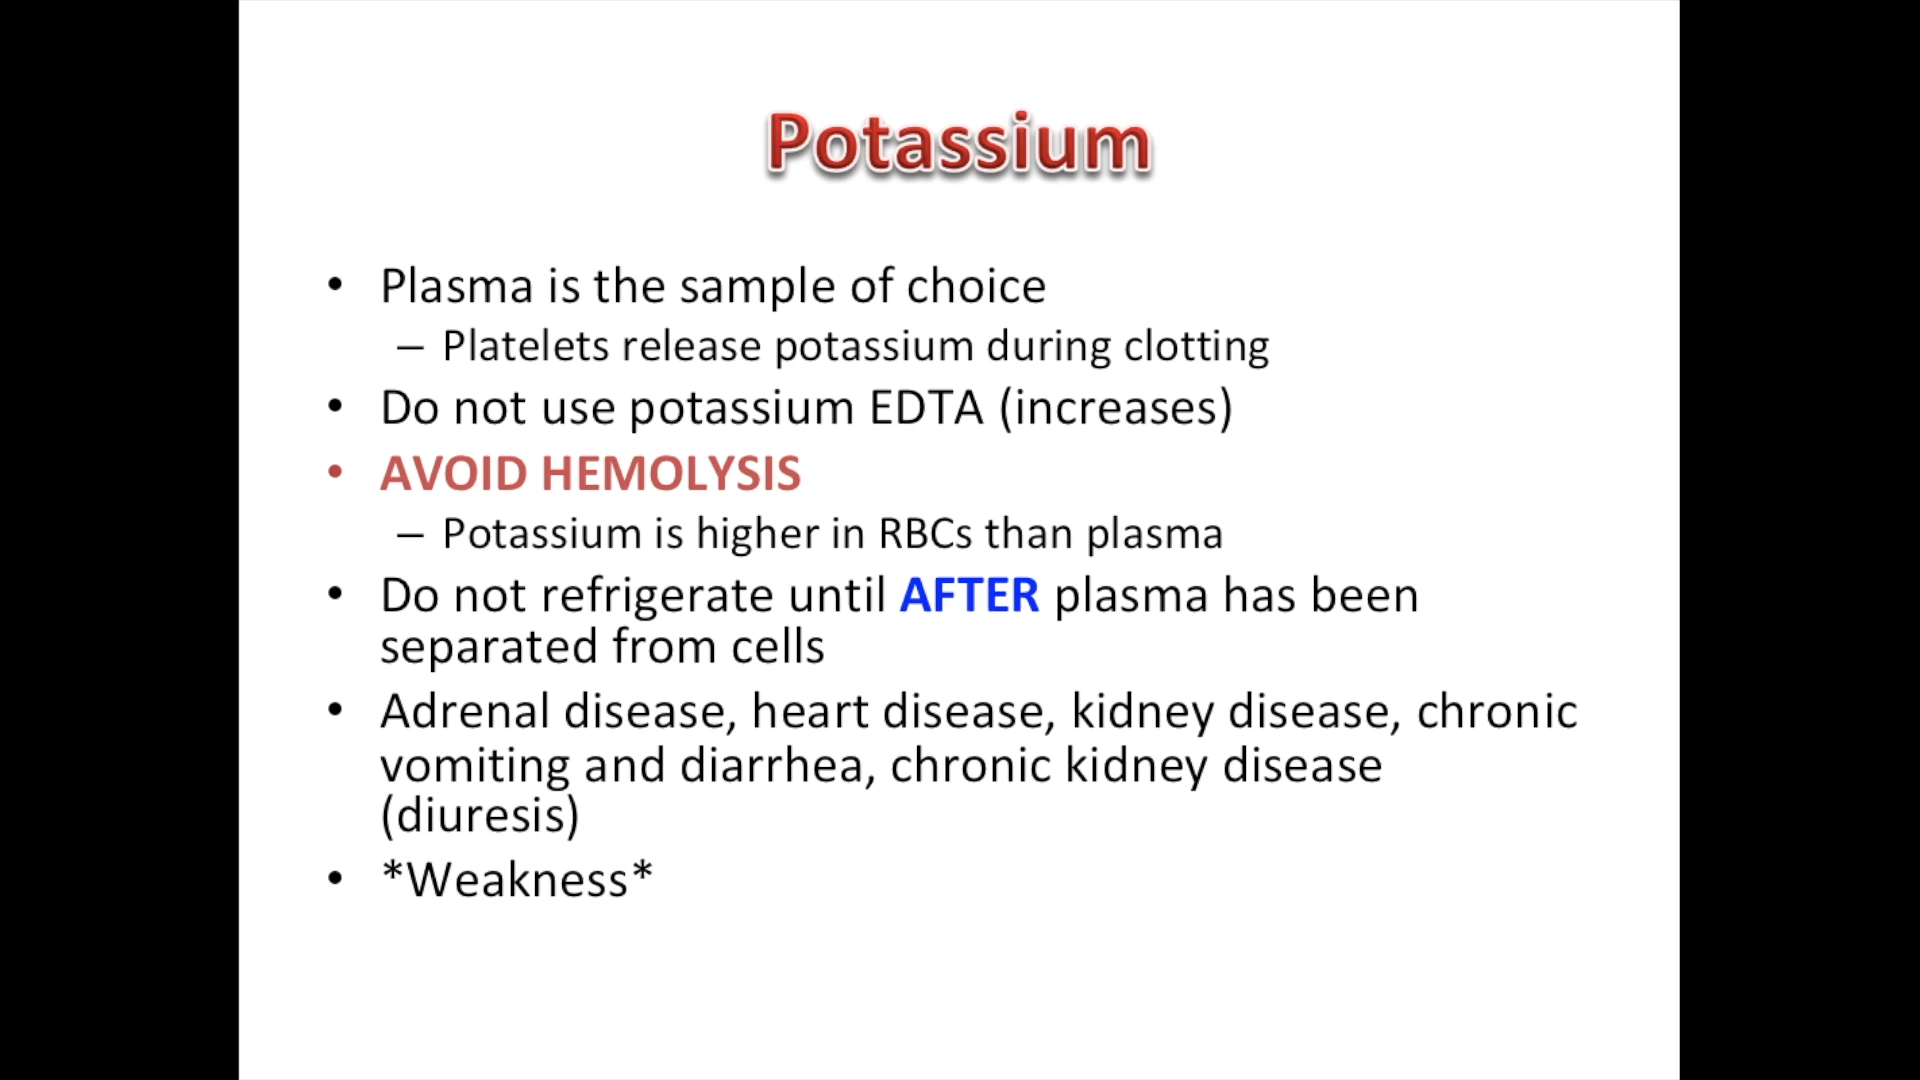 Potassium
• Plasma is the sample of choice
– Platelets release potassium during clotting
• Do not use potassium EDTA (increases)
• AVOID HEMOLYSIS
– Potassium is higher in RBCs than plasma
• Do not refrigerate until AFTER plasma has been
separated from cells
• Adrenal disease, heart disease, kidney disease, chronic
vomiting and diarrhea, chronic kidney disease
(diuresis)
• *Weakness*